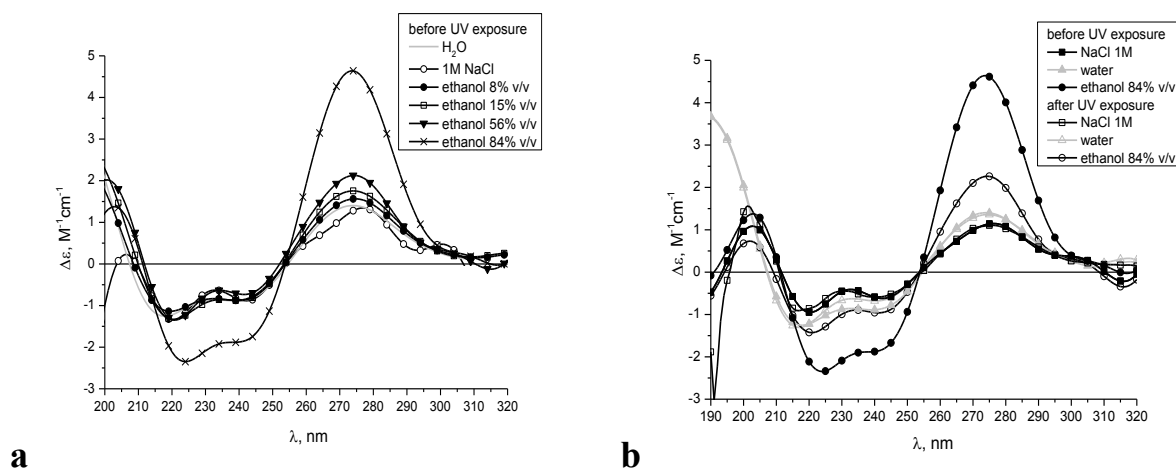 before UV exposure
H₂O
1M NaCl
ethanol 8% v/v
ethanol 15% v/v
ethanol 56% v/v
ethanol 84% v/v
5
4
3
2
1
0
-1
-2
-3
Δε, M⁻¹cm⁻¹
200 210 220 230 240 250 260 270 280 290 300 310 320
λ, nm
a
before UV exposure
NaCl 1M
water
ethanol 84% v/v
after UV exposure
NaCl 1M
water
ethanol 84% v/v
5
4
3
2
1
0
-1
-2
-3
Δε, M⁻¹cm⁻¹
190 200 210 220 230 240 250 260 270 280 290 300 310 320
λ, nm
b